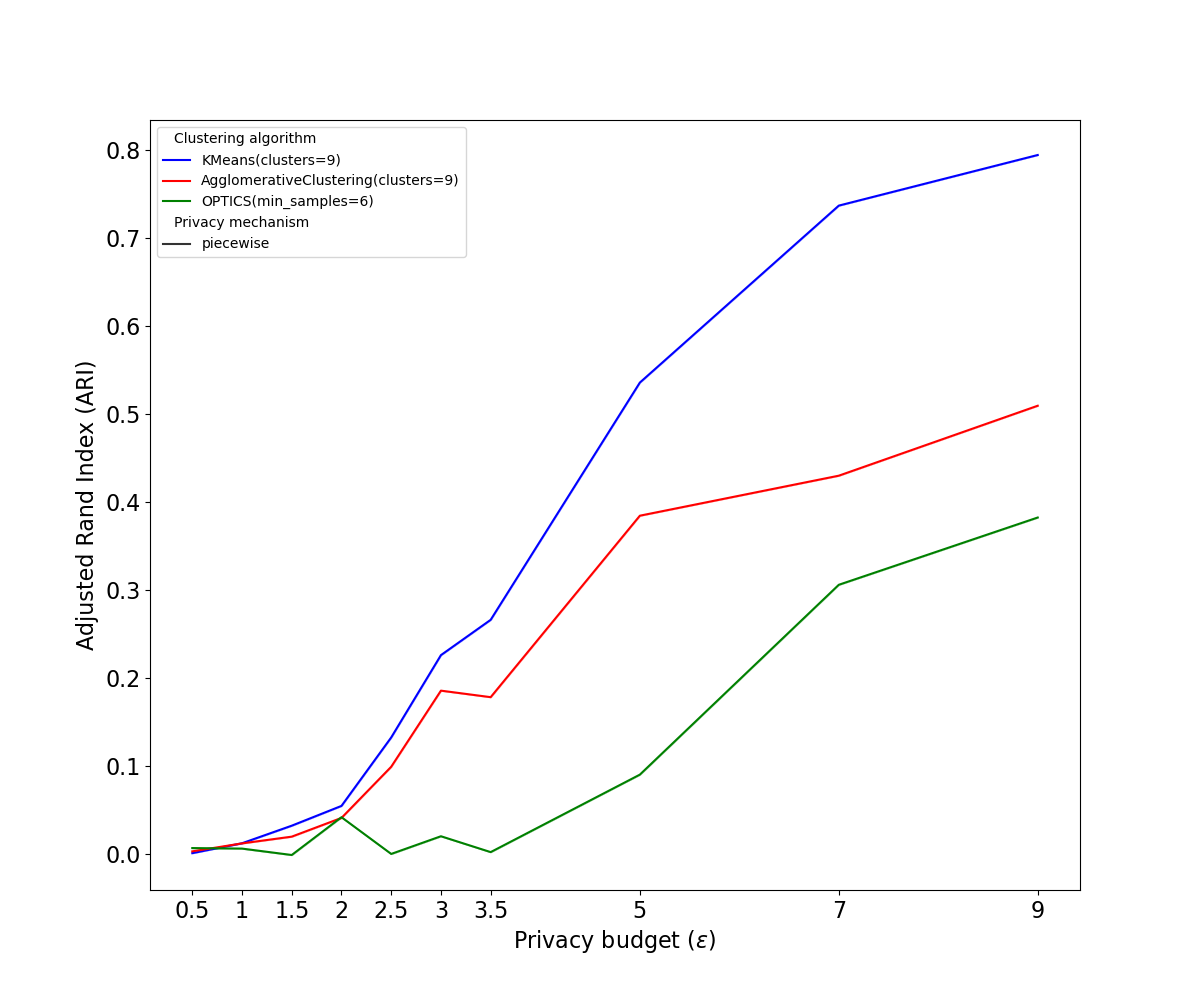 Clustering algorithm
KMeans(clusters=9)
AgglomerativeClustering(clusters=9)
OPTICS(min_samples=6)
Privacy mechanism
piecewise
Adjusted Rand Index (ARI)
0.8
0.7
0.6
0.5
0.4
0.3
0.2
0.1
0.0
0.5 1 1.5 2 2.5 3 3.5 5 7 9
Privacy budget (ε)